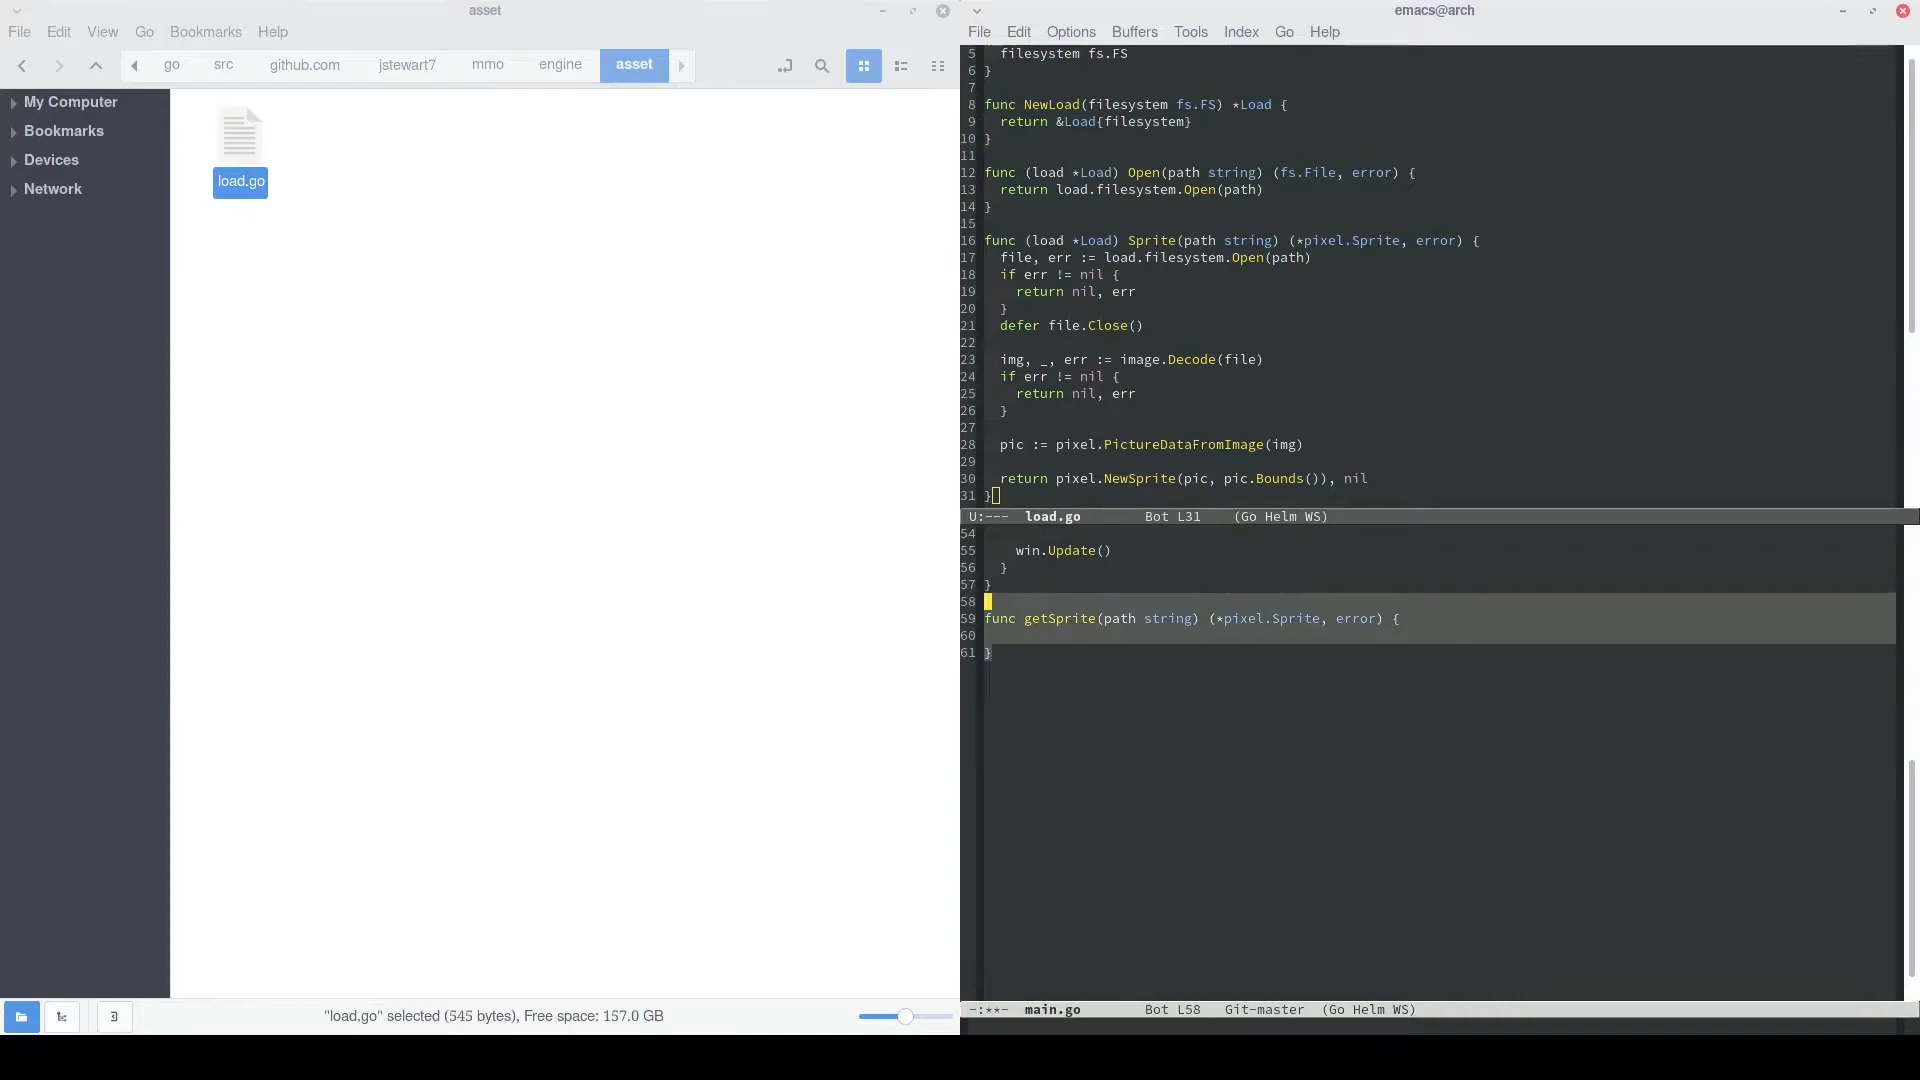 asset
File Edit View Go Bookmarks Help
go src github.com jstewart7 mmo engine asset
My Computer
Bookmarks
Devices
Network
load.go
"load.go" selected (545 bytes), Free space: 157.0 GB
emacs@arch
File Edit Options Buffers Tools Index Go Help
5 filesystem fs.FS
6 }
7
8 func NewLoad(filesystem fs.FS) *Load {
9 return &Load{filesystem}
10 }
11
12 func (load *Load) Open(path string) (fs.File, error) {
13 return load.filesystem.Open(path)
14 }
15
16 func (load *Load) Sprite(path string) (*pixel.Sprite, error) {
17 file, err := load.filesystem.Open(path)
18 if err != nil {
19 return nil, err
20 }
21 defer file.Close()
22
23 img, _, err := image.Decode(file)
24 if err != nil {
25 return nil, err
26 }
27
28 pic := pixel.PictureDataFromImage(img)
29
30 return pixel.NewSprite(pic, pic.Bounds()), nil
31 }
U:--- load.go Bot L31 (Go Helm WS)
54
55 win.Update()
56 }
57 }
58
59 func getSprite(path string) (*pixel.Sprite, error) {
60
61 }
-:**- main.go Bot L58 Git-master (Go Helm WS)